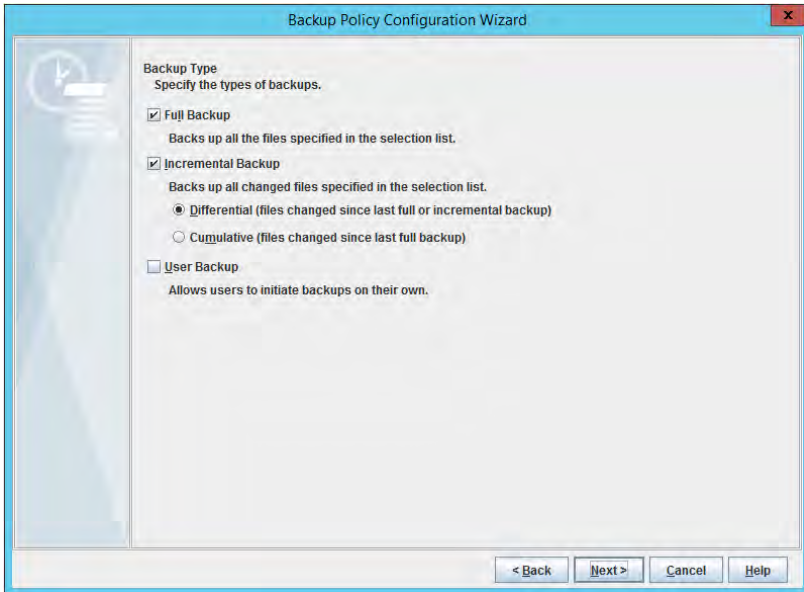 Backup Policy Configuration Wizard
x
Backup Type
Specify the types of backups.
Full Backup
Backs up all the files specified in the selection list.
Incremental Backup
Backs up all changed files specified in the selection list.
Differential (files changed since last full or incremental backup)
Cumulative (files changed since last full backup)
User Backup
Allows users to initiate backups on their own.
< Back Next > Cancel Help